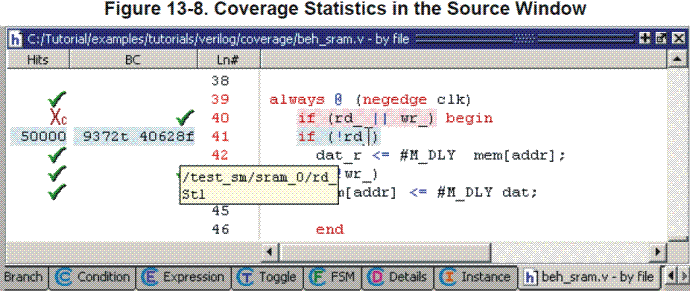 Figure 13-8. Coverage Statistics in the Source Window
h C:/Tutorial/examples/tutorials/verilog/coverage/beh_sram.v - by file
Hits BC Ln#
38
39 always @ (negedge clk)
Xc 40 if (rd_ || wr_) begin
50000 9372t 40628f 41 if (!rd_)
42 dat_r <= #M_DLY mem[addr];
/test_sm/sram_0/rd_ !wr_)
St1 m[addr] <= #M_DLY dat;
45
46 end
Branch C Condition E Expression T Toggle F FSM D Details I Instance h beh_sram.v - by file